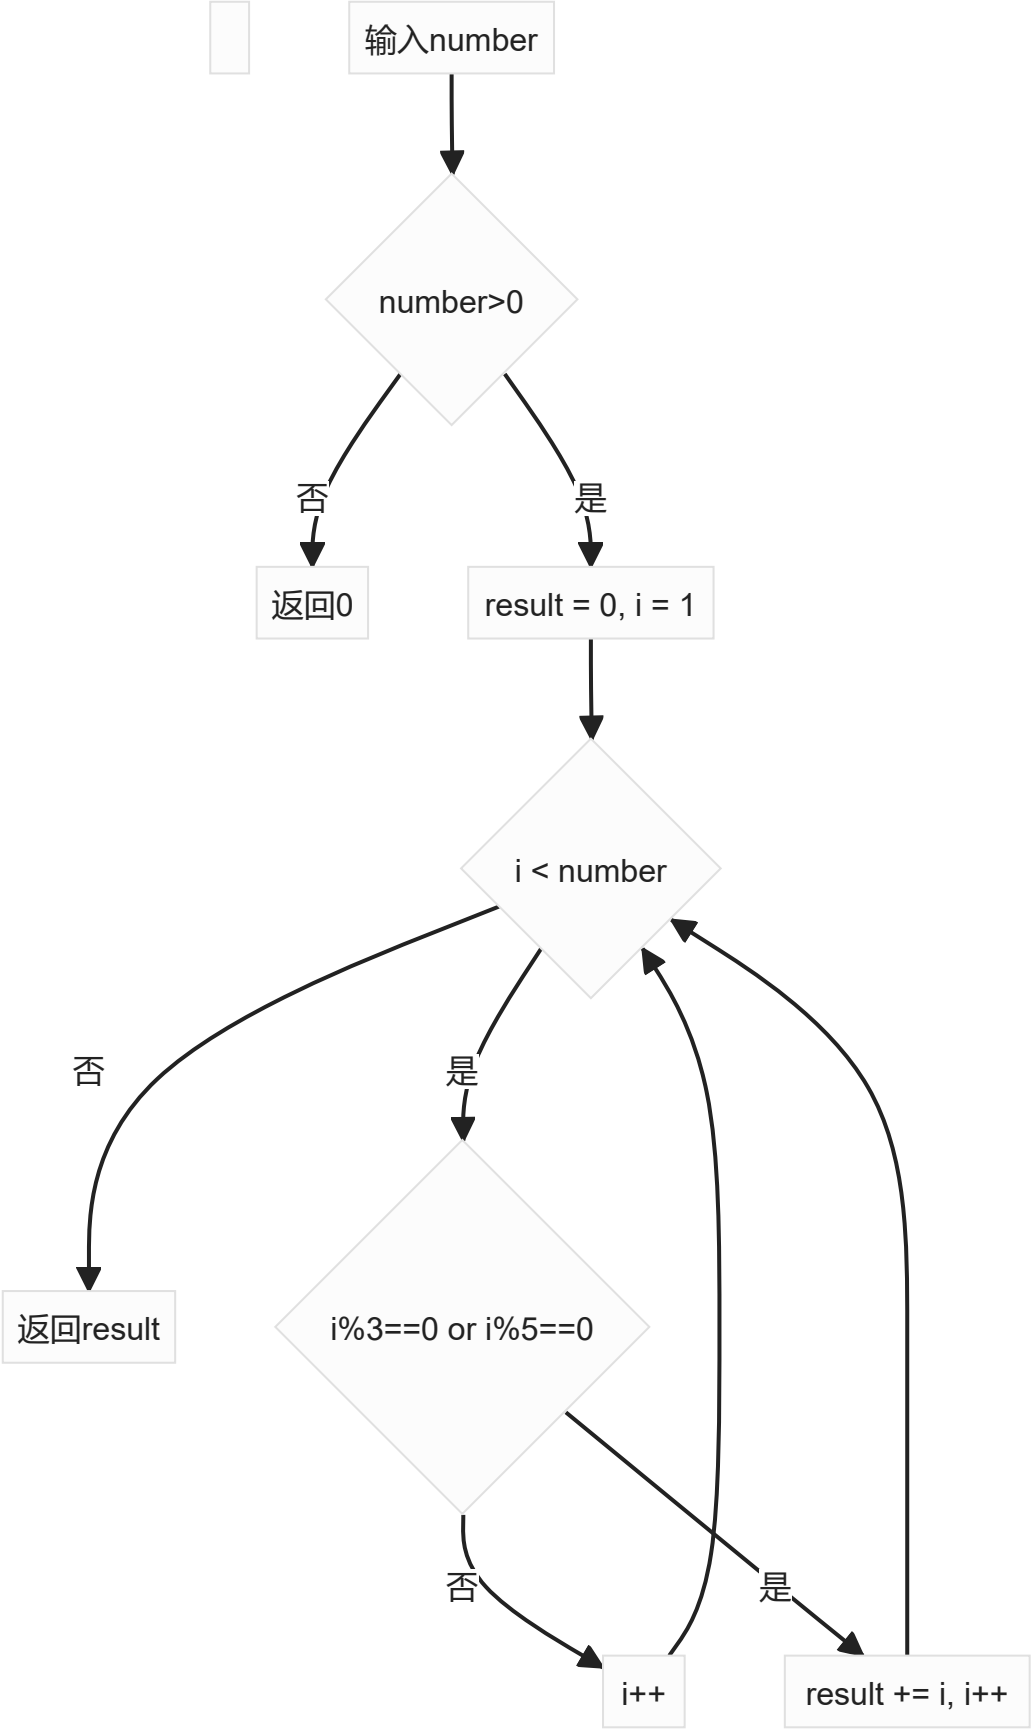 输入number
number>0
否
是
返回0
result = 0, i = 1
i < number
否
是
返回result
i%3==0 or i%5==0
否
是
i++
result += i, i++